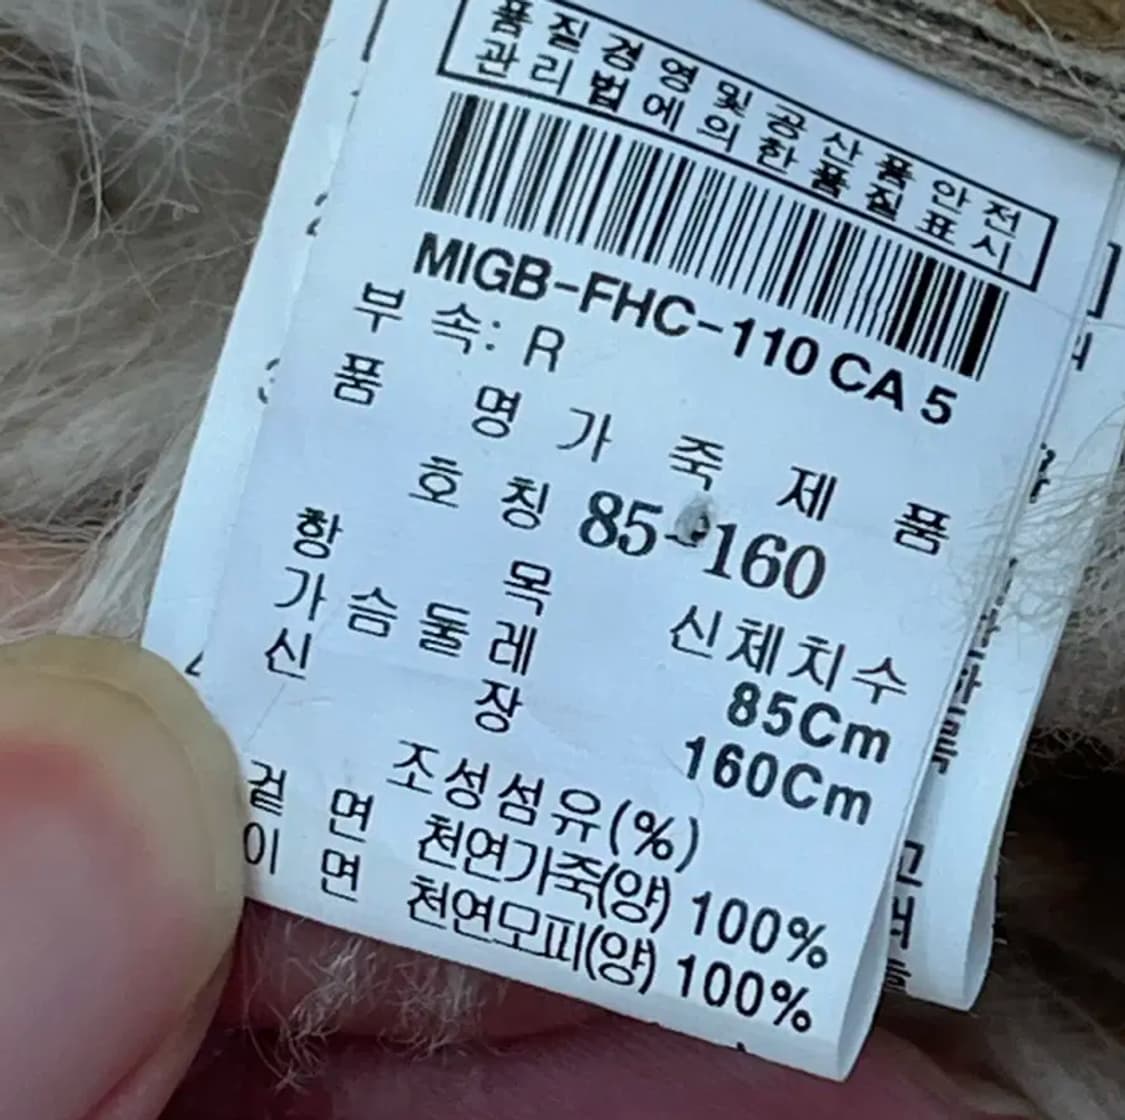 품질경영및공산품안전
관리법에의한품질표시
MIGB-FHC-110 CA 5
부 속: R
품 명 가 죽 제 품
호 칭 85-160
항 목 신체치수
가슴둘레 85Cm
신 장 160Cm
조성섬유(%)
겉 면 천연가죽(양) 100%
이 면 천연모피(양) 100%